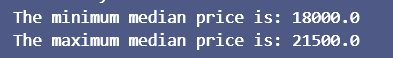 The minimum median price is: 18000.0
The maximum median price is: 21500.0